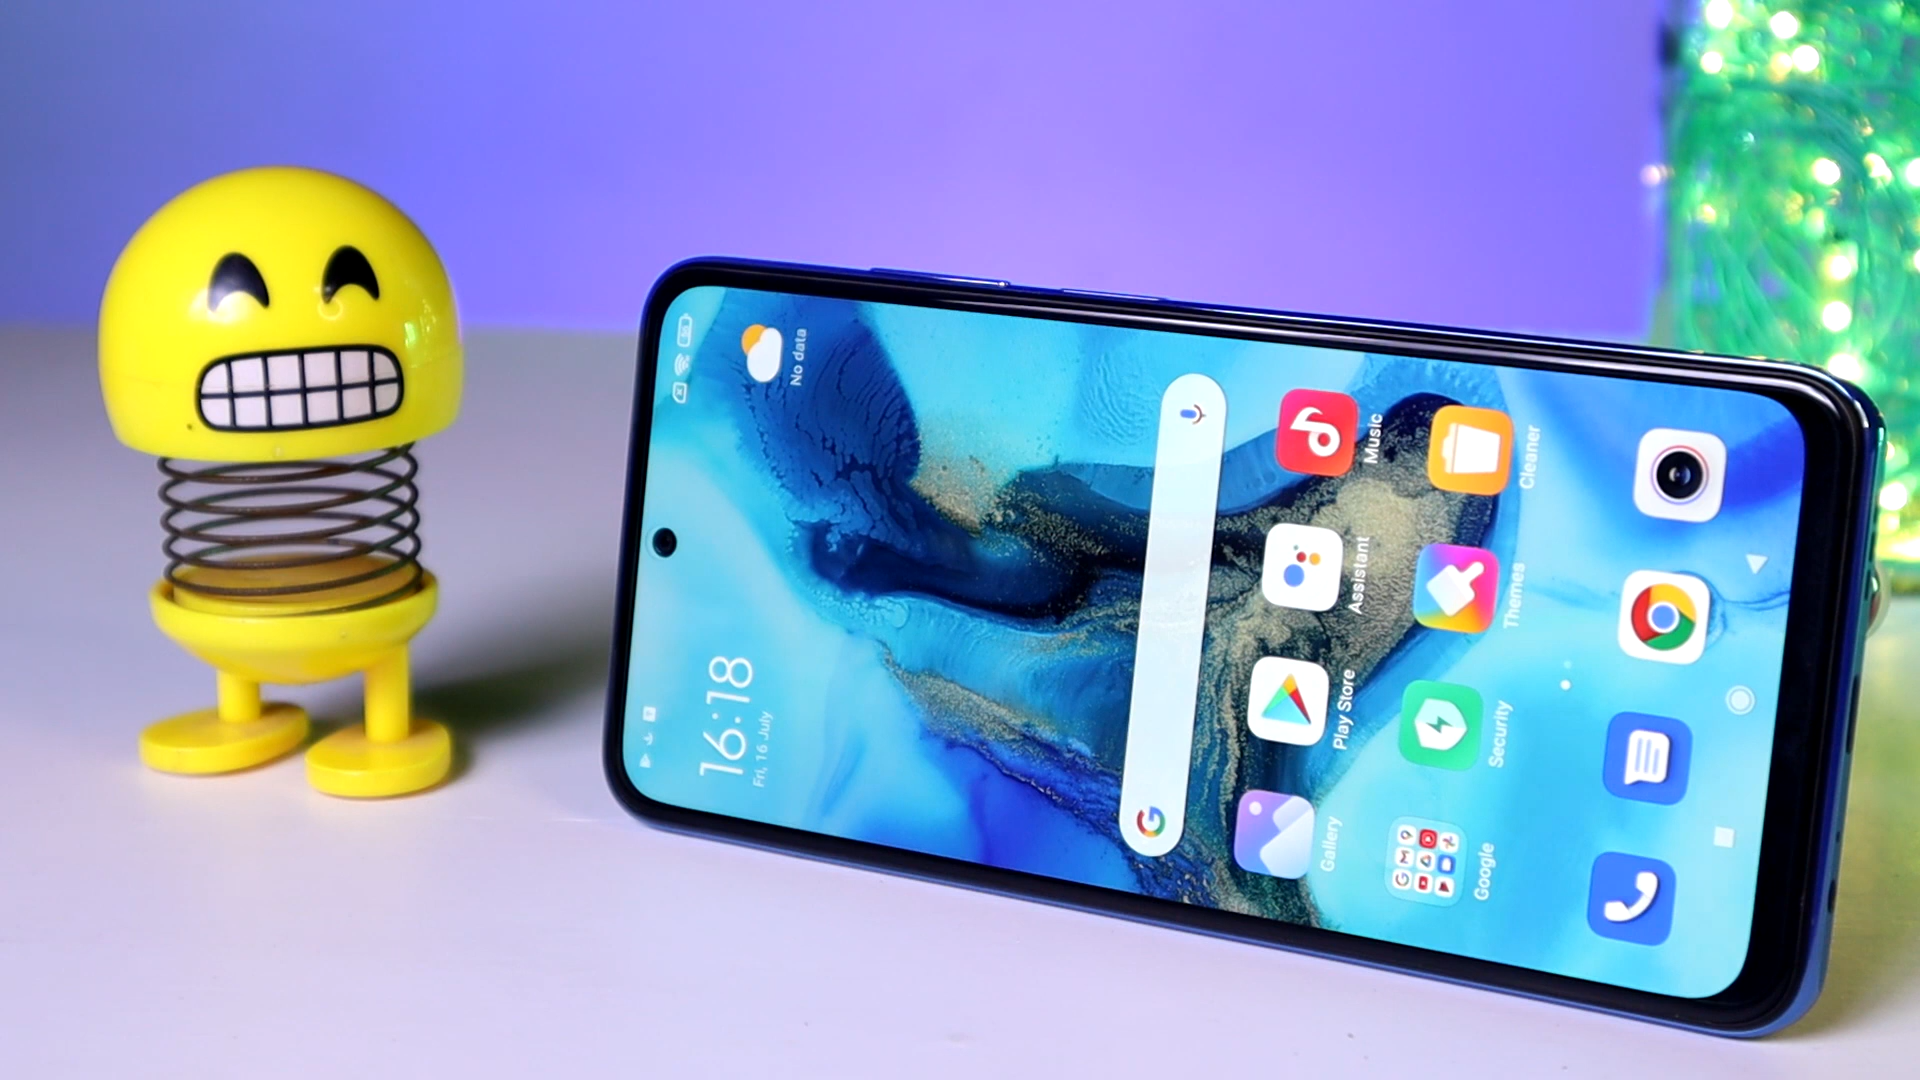 16:18
Fri, 16 July
No data
Gallery
Play Store
Assistant
Music
Google
Security
Themes
Cleaner